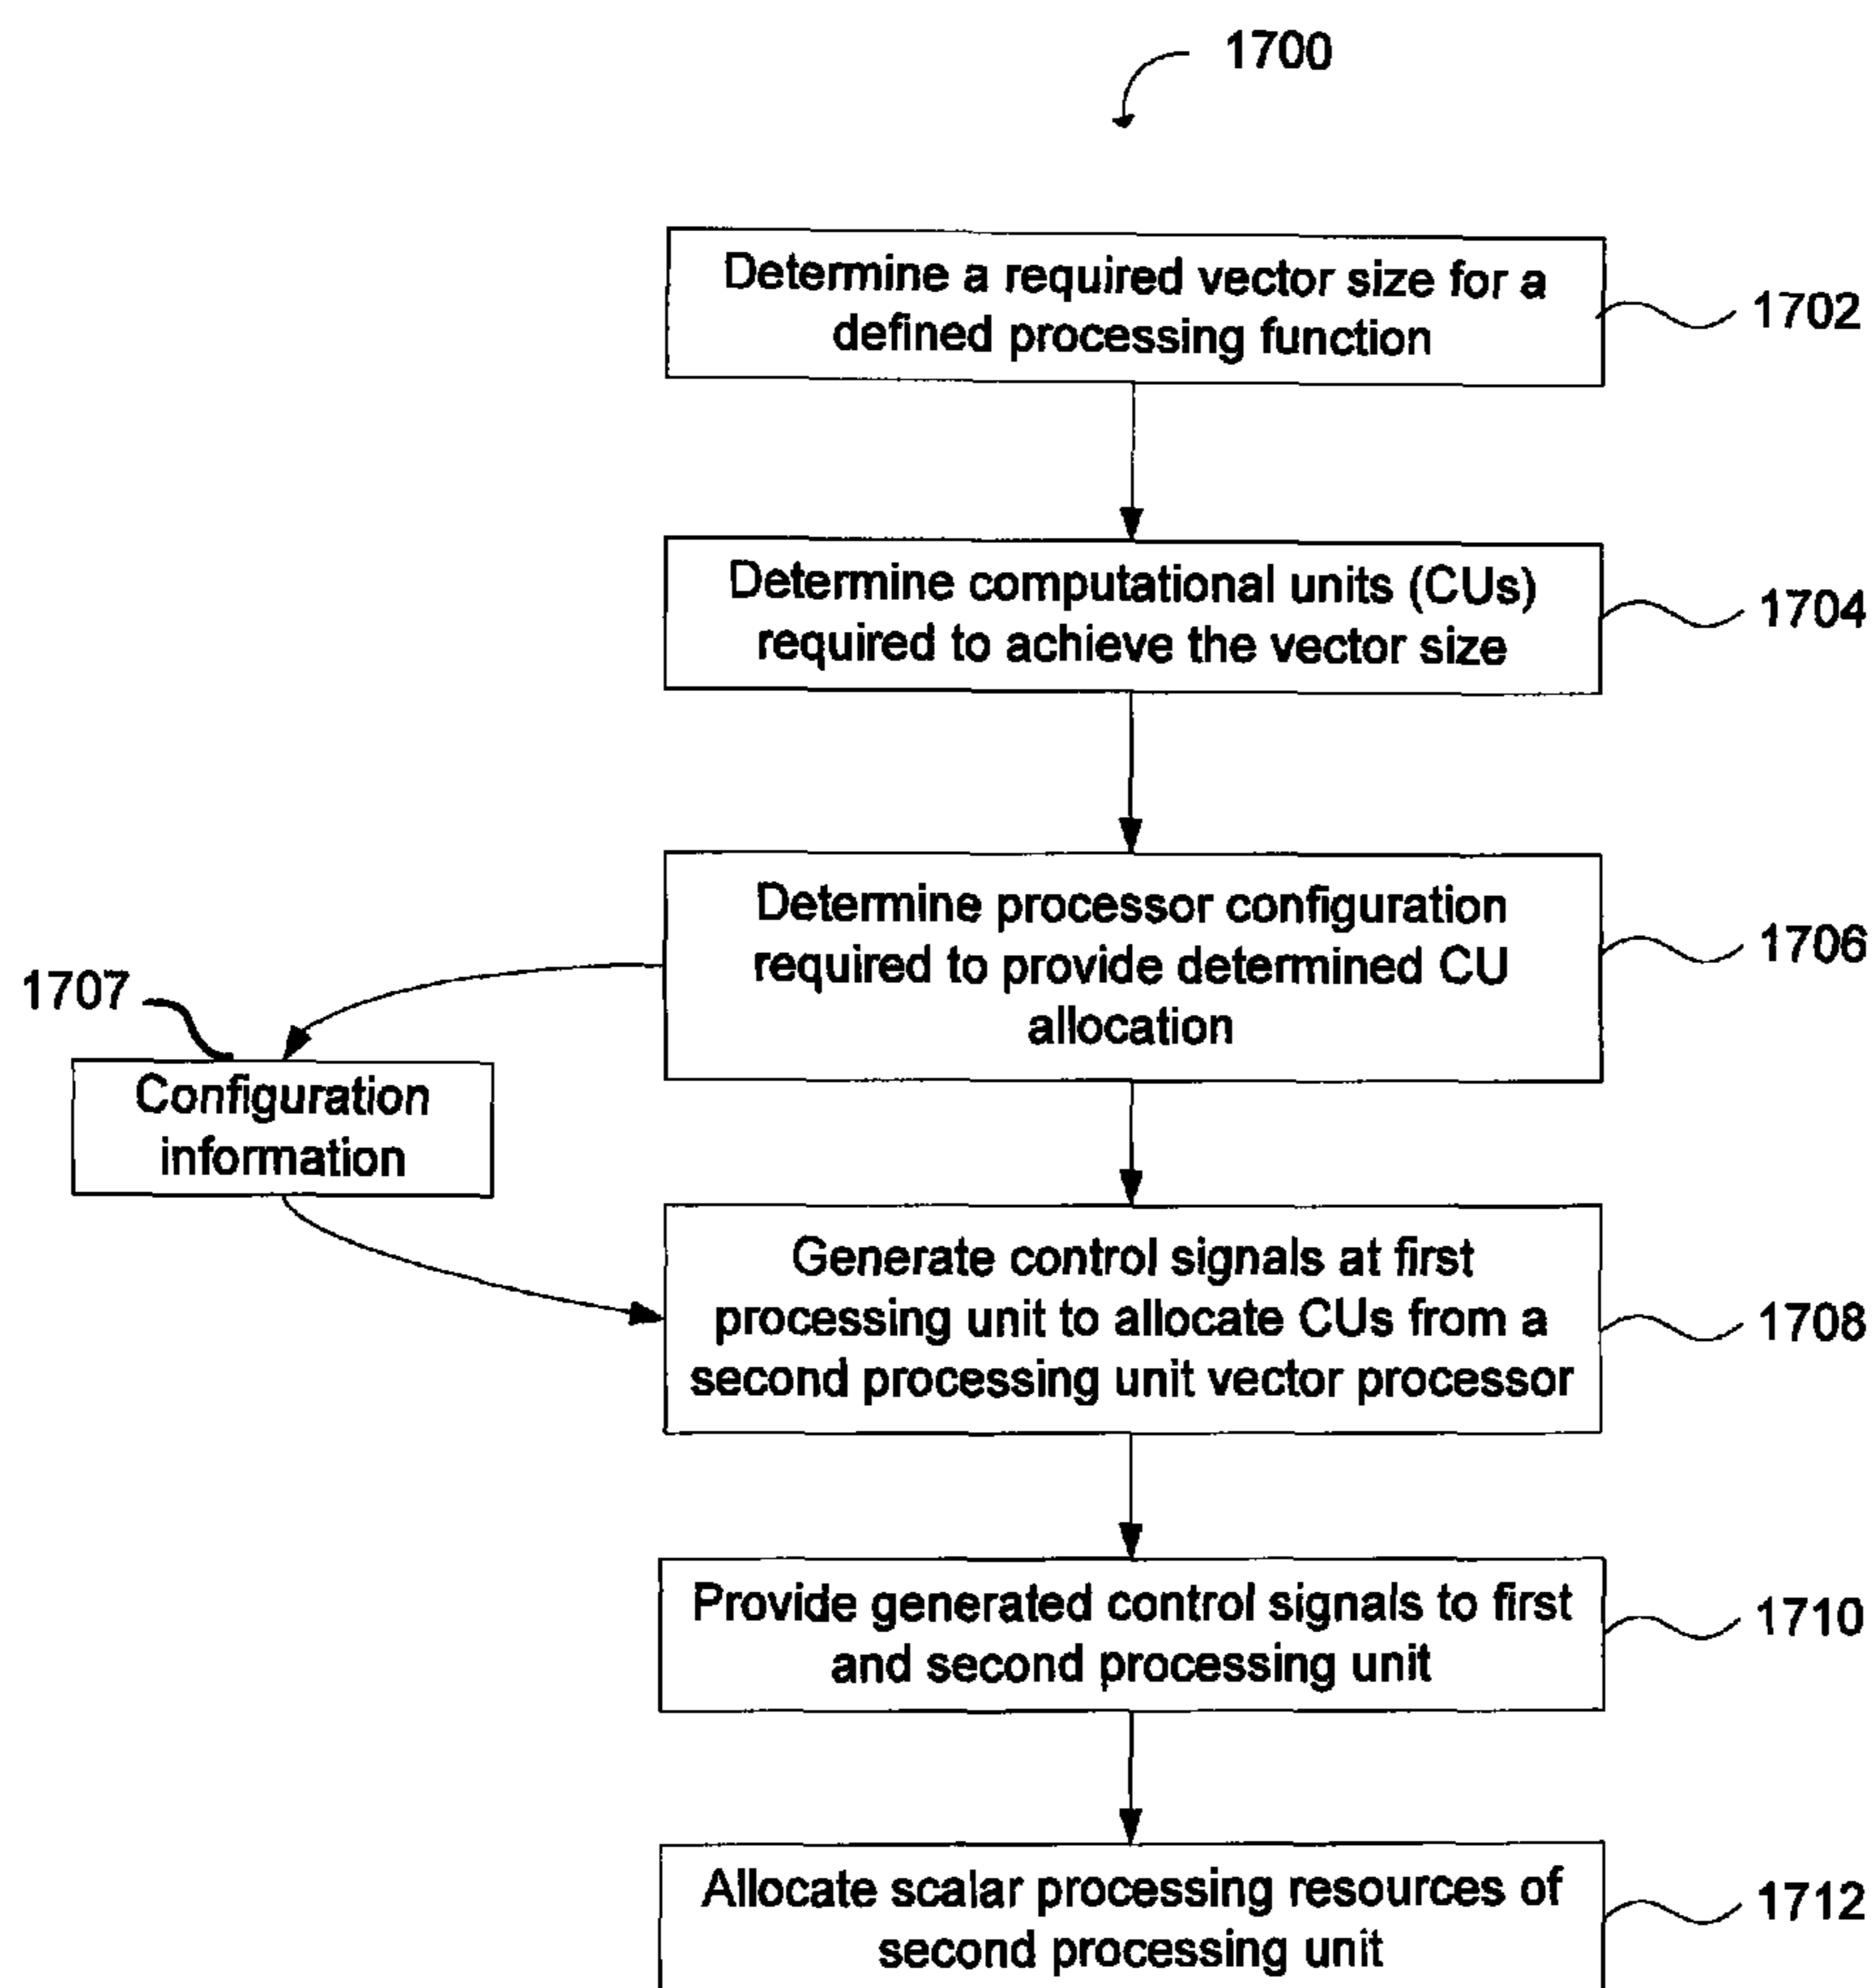 1700
Determine a required vector size for a
defined processing function
1702
Determine computational units (CUs)
required to achieve the vector size
1704
Determine processor configuration
required to provide determined CU
allocation
1706
1707
Configuration
information
Generate control signals at first
processing unit to allocate CUs from a
second processing unit vector processor
1708
Provide generated control signals to first
and second processing unit
1710
Allocate scalar processing resources of
second processing unit
1712